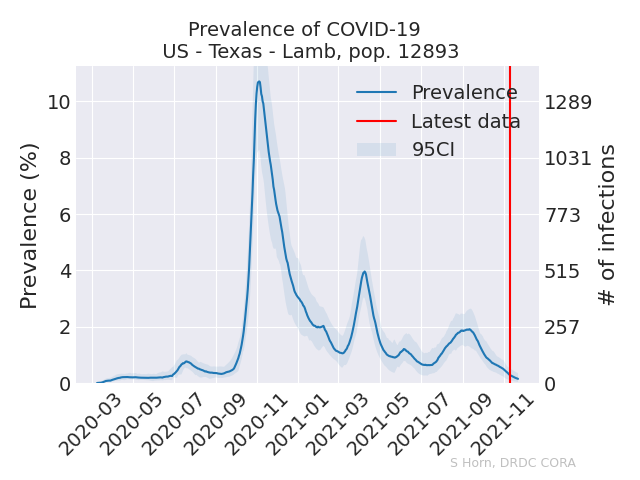 Prevalence of COVID-19
US - Texas - Lamb, pop. 12893
Prevalence (%)
10
8
6
4
2
0
Prevalence
Latest data
95CI
1289
1031
773
515
257
0
# of infections
2020-03
2020-05
2020-07
2020-09
2020-11
2021-01
2021-03
2021-05
2021-07
2021-09
2021-11
S Horn, DRDC CORA